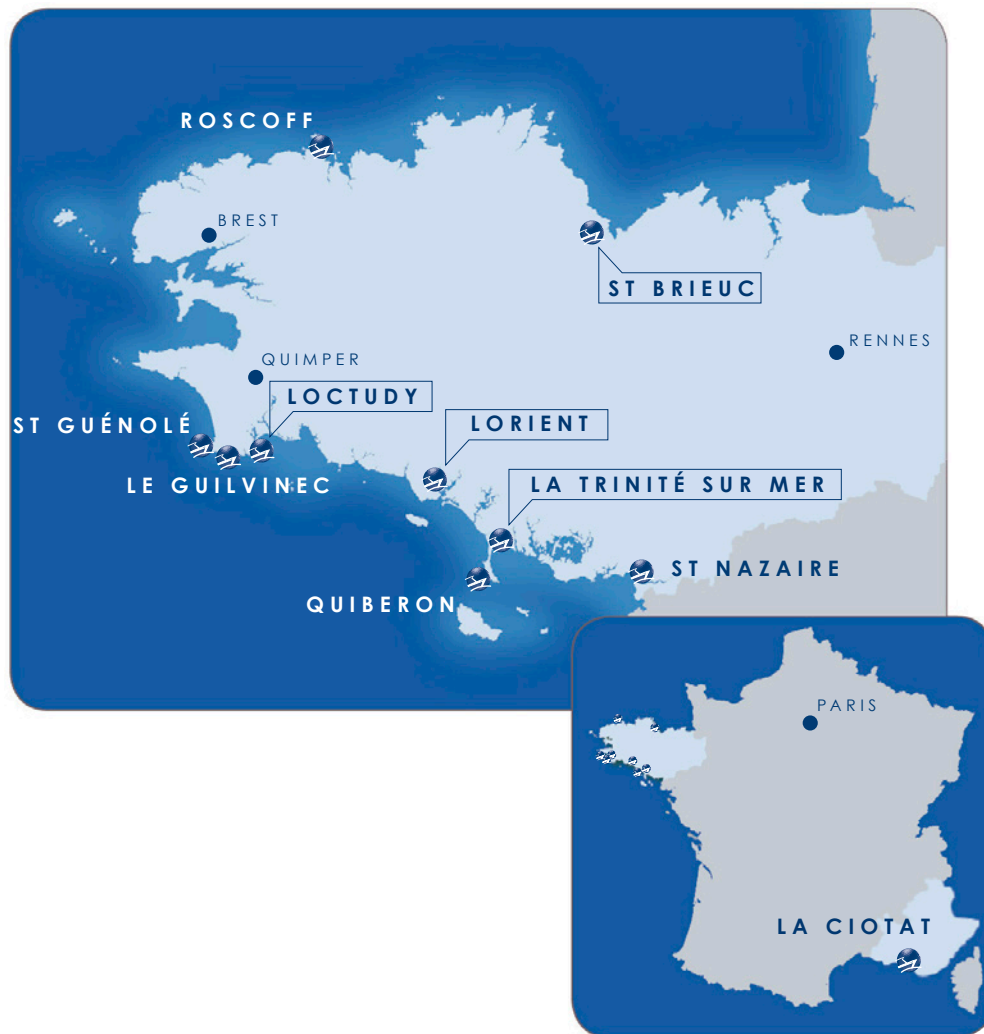 ROSCOFF
BREST
ST BRIEUC
RENNES
QUIMPER
LOCTUDY
ST GUÉNOLÉ
LORIENT
LE GUILVINEC
LA TRINITÉ SUR MER
ST NAZAIRE
QUIBERON
PARIS
LA CIOTAT